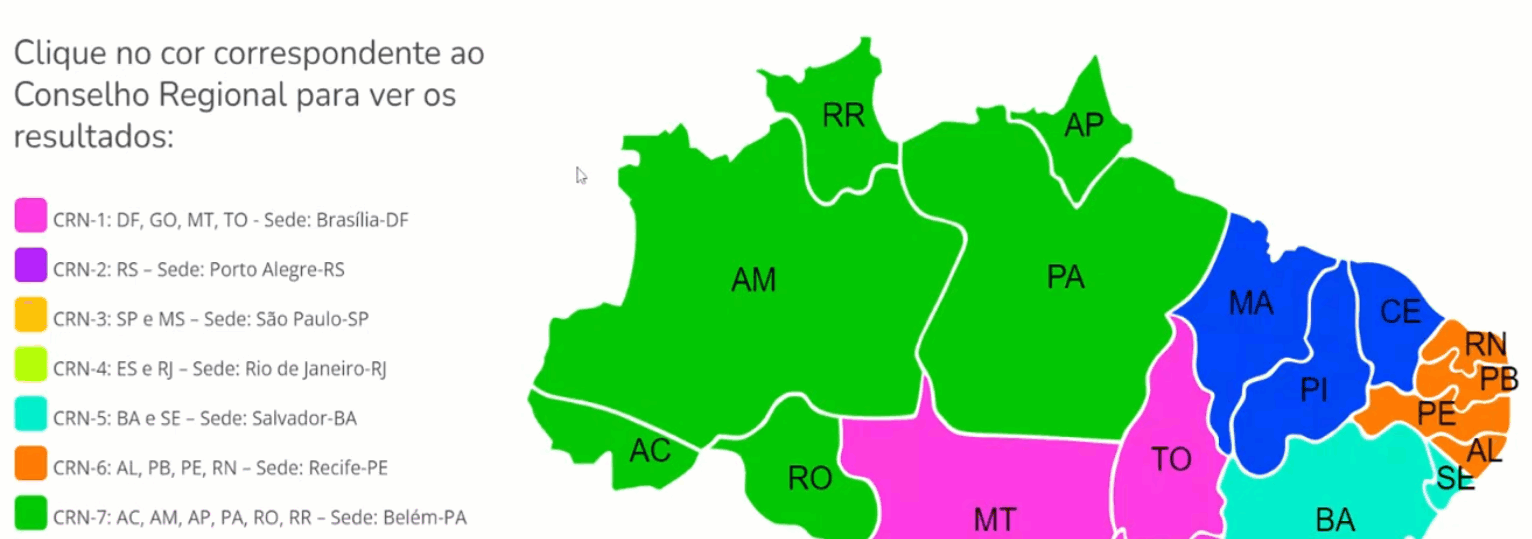 Clique no cor correspondente ao
Conselho Regional para ver os
resultados:
CRN-1: DF, GO, MT, TO - Sede: Brasília-DF
CRN-2: RS – Sede: Porto Alegre-RS
CRN-3: SP e MS – Sede: São Paulo-SP
CRN-4: ES e RJ – Sede: Rio de Janeiro-RJ
CRN-5: BA e SE – Sede: Salvador-BA
CRN-6: AL, PB, PE, RN – Sede: Recife-PE
CRN-7: AC, AM, AP, PA, RO, RR – Sede: Belém-PA
RR
AP
AM
PA
MA
CE
RN
PB
PI
PE
AC
TO
AL
RO
SE
MT
BA